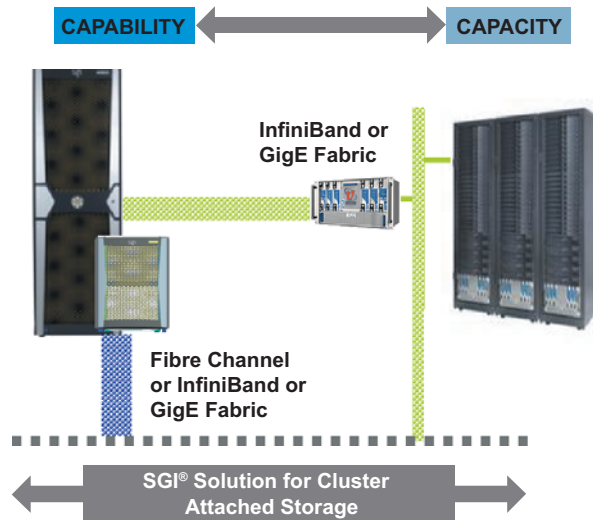 CAPABILITY
CAPACITY
InfiniBand or
GigE Fabric
Fibre Channel
or InfiniBand or
GigE Fabric
SGI® Solution for Cluster
Attached Storage